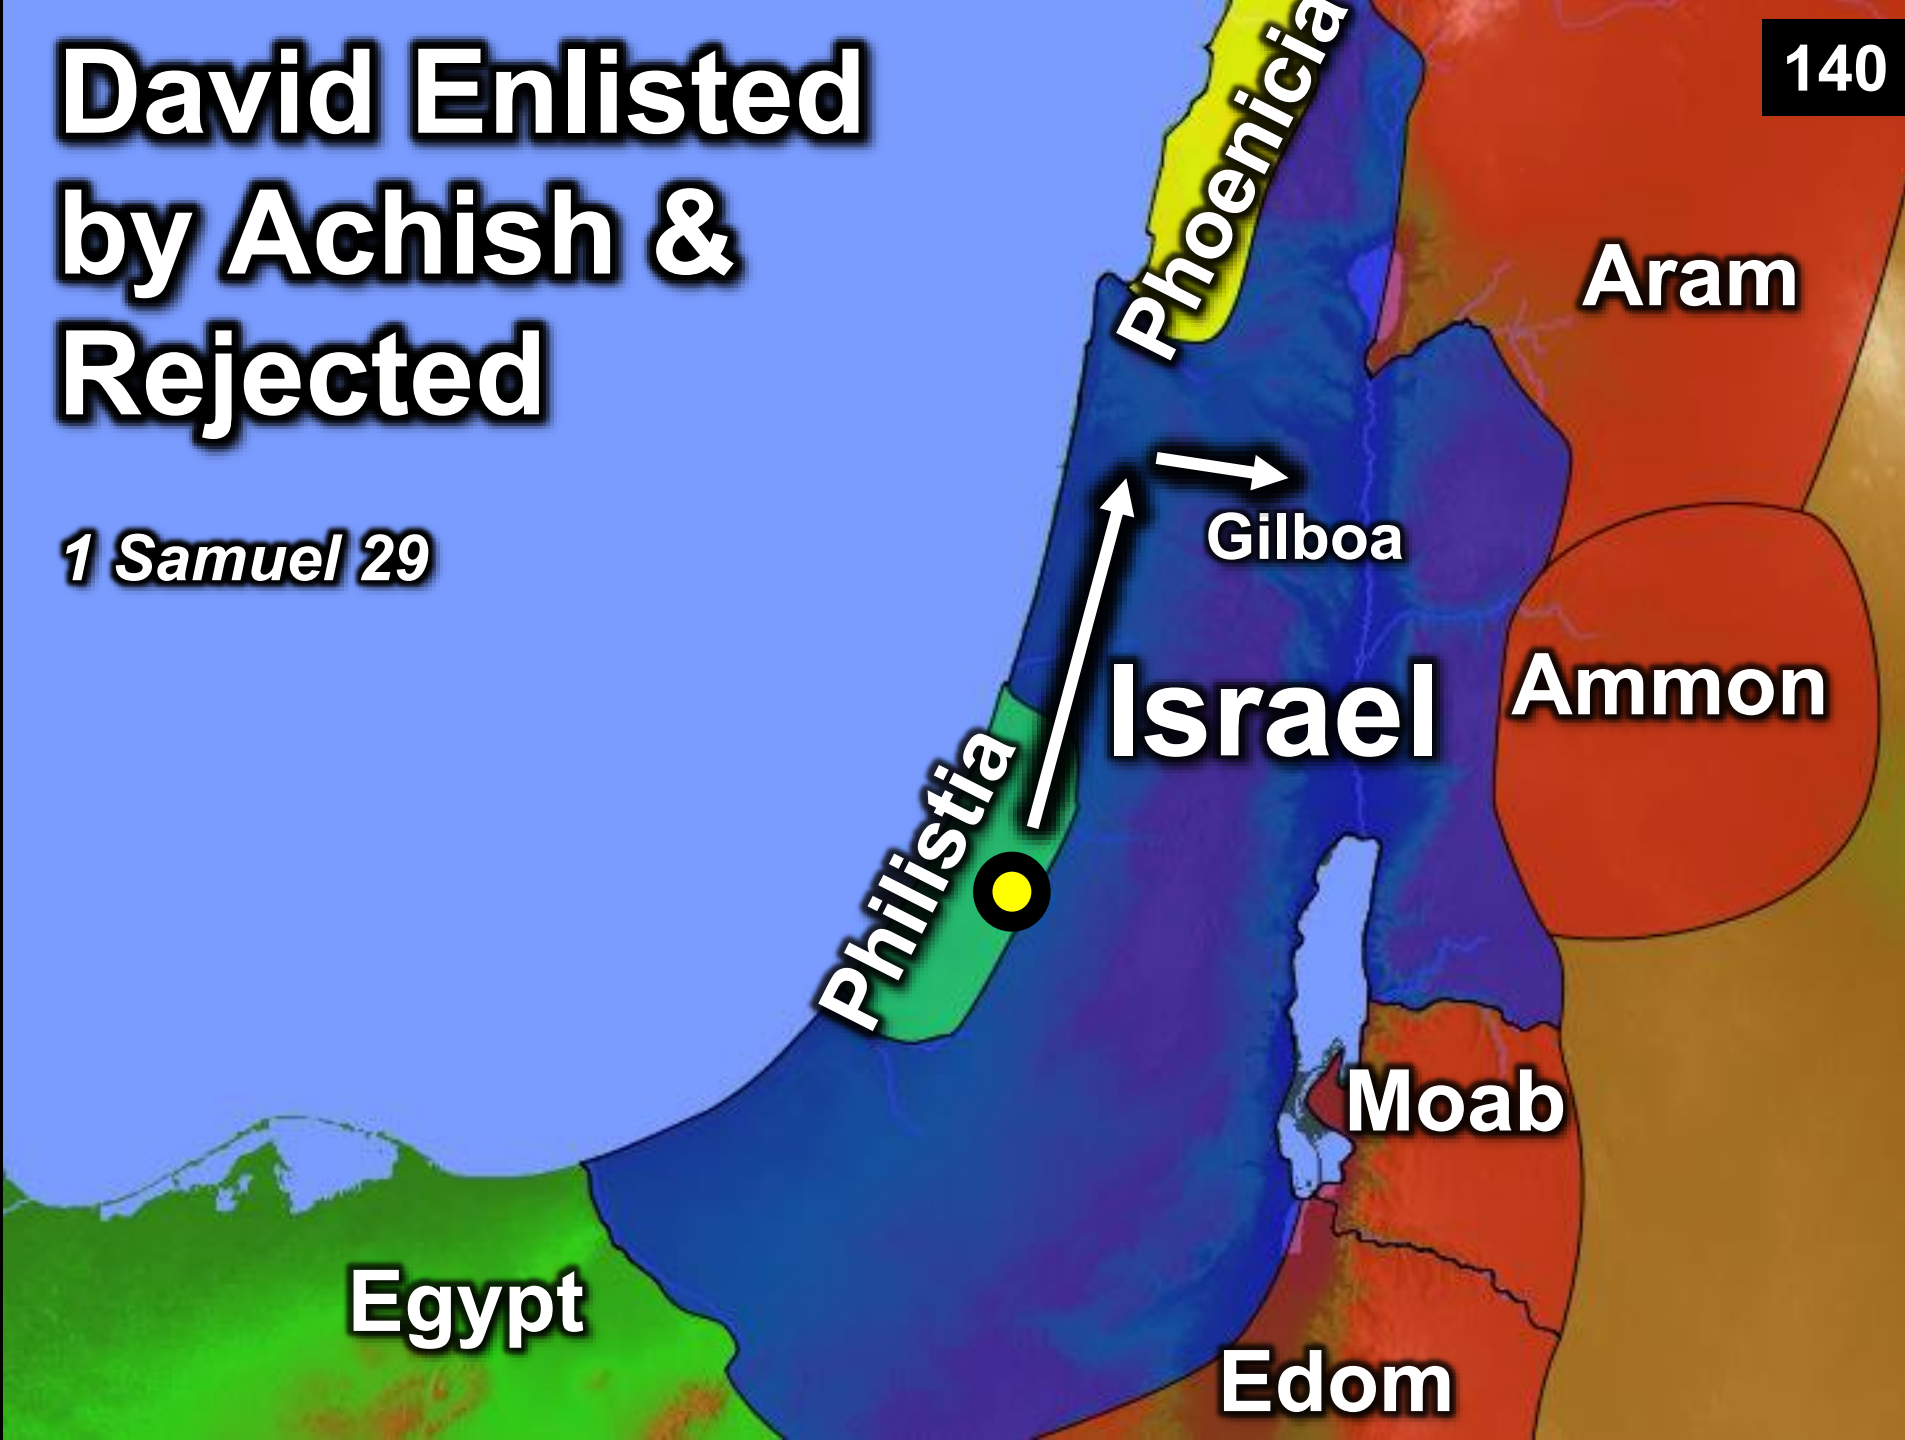 David Enlisted
by Achish &
Rejected
1 Samuel 29
140
Phoenicia
Aram
Gilboa
Israel
Ammon
Philistia
Moab
Egypt
Edom